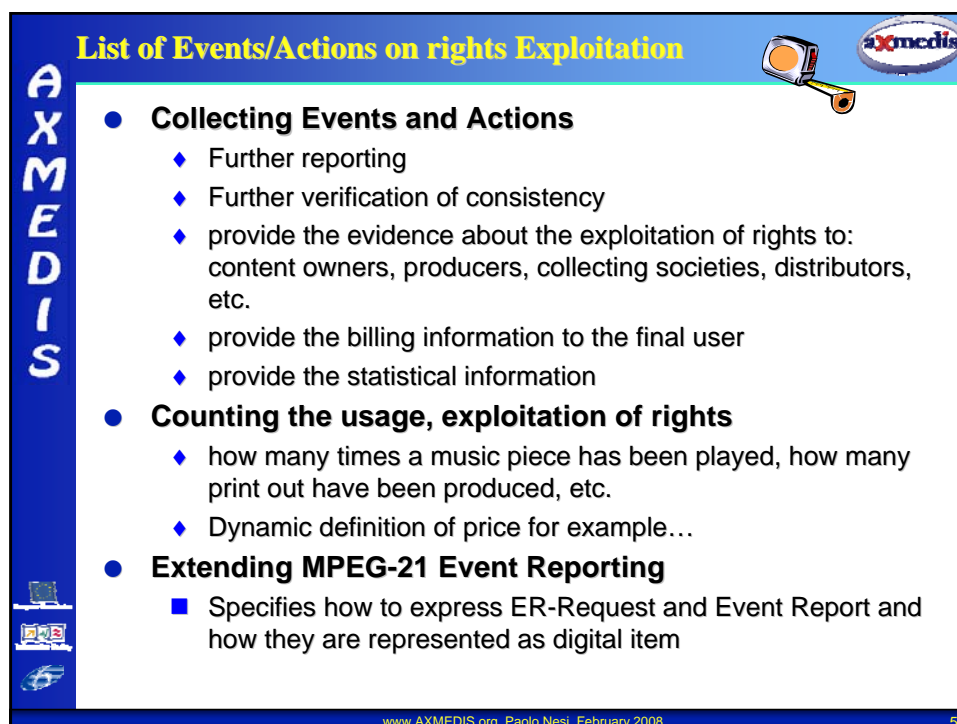 List of Events/Actions on rights Exploitation
axmedis
AXMEDIS
Collecting Events and Actions
Further reporting
Further verification of consistency
provide the evidence about the exploitation of rights to:
content owners, producers, collecting societies, distributors,
etc.
provide the billing information to the final user
provide the statistical information
Counting the usage, exploitation of rights
how many times a music piece has been played, how many
print out have been produced, etc.
Dynamic definition of price for example…
Extending MPEG-21 Event Reporting
Specifies how to express ER-Request and Event Report and
how they are represented as digital item
www.AXMEDIS.org, Paolo Nesi, February 2008
5